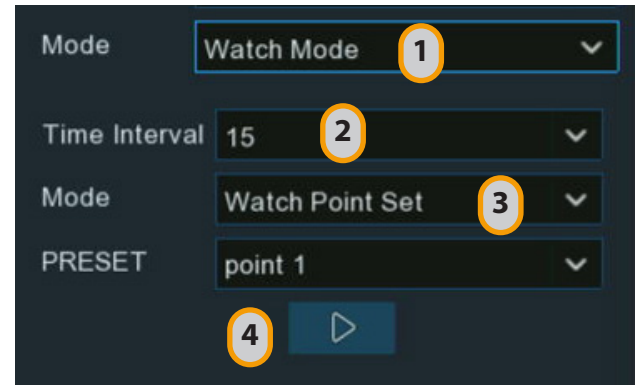 Mode Watch Mode 1
Time Interval 15 2
Mode Watch Point Set 3
PRESET point 1
4